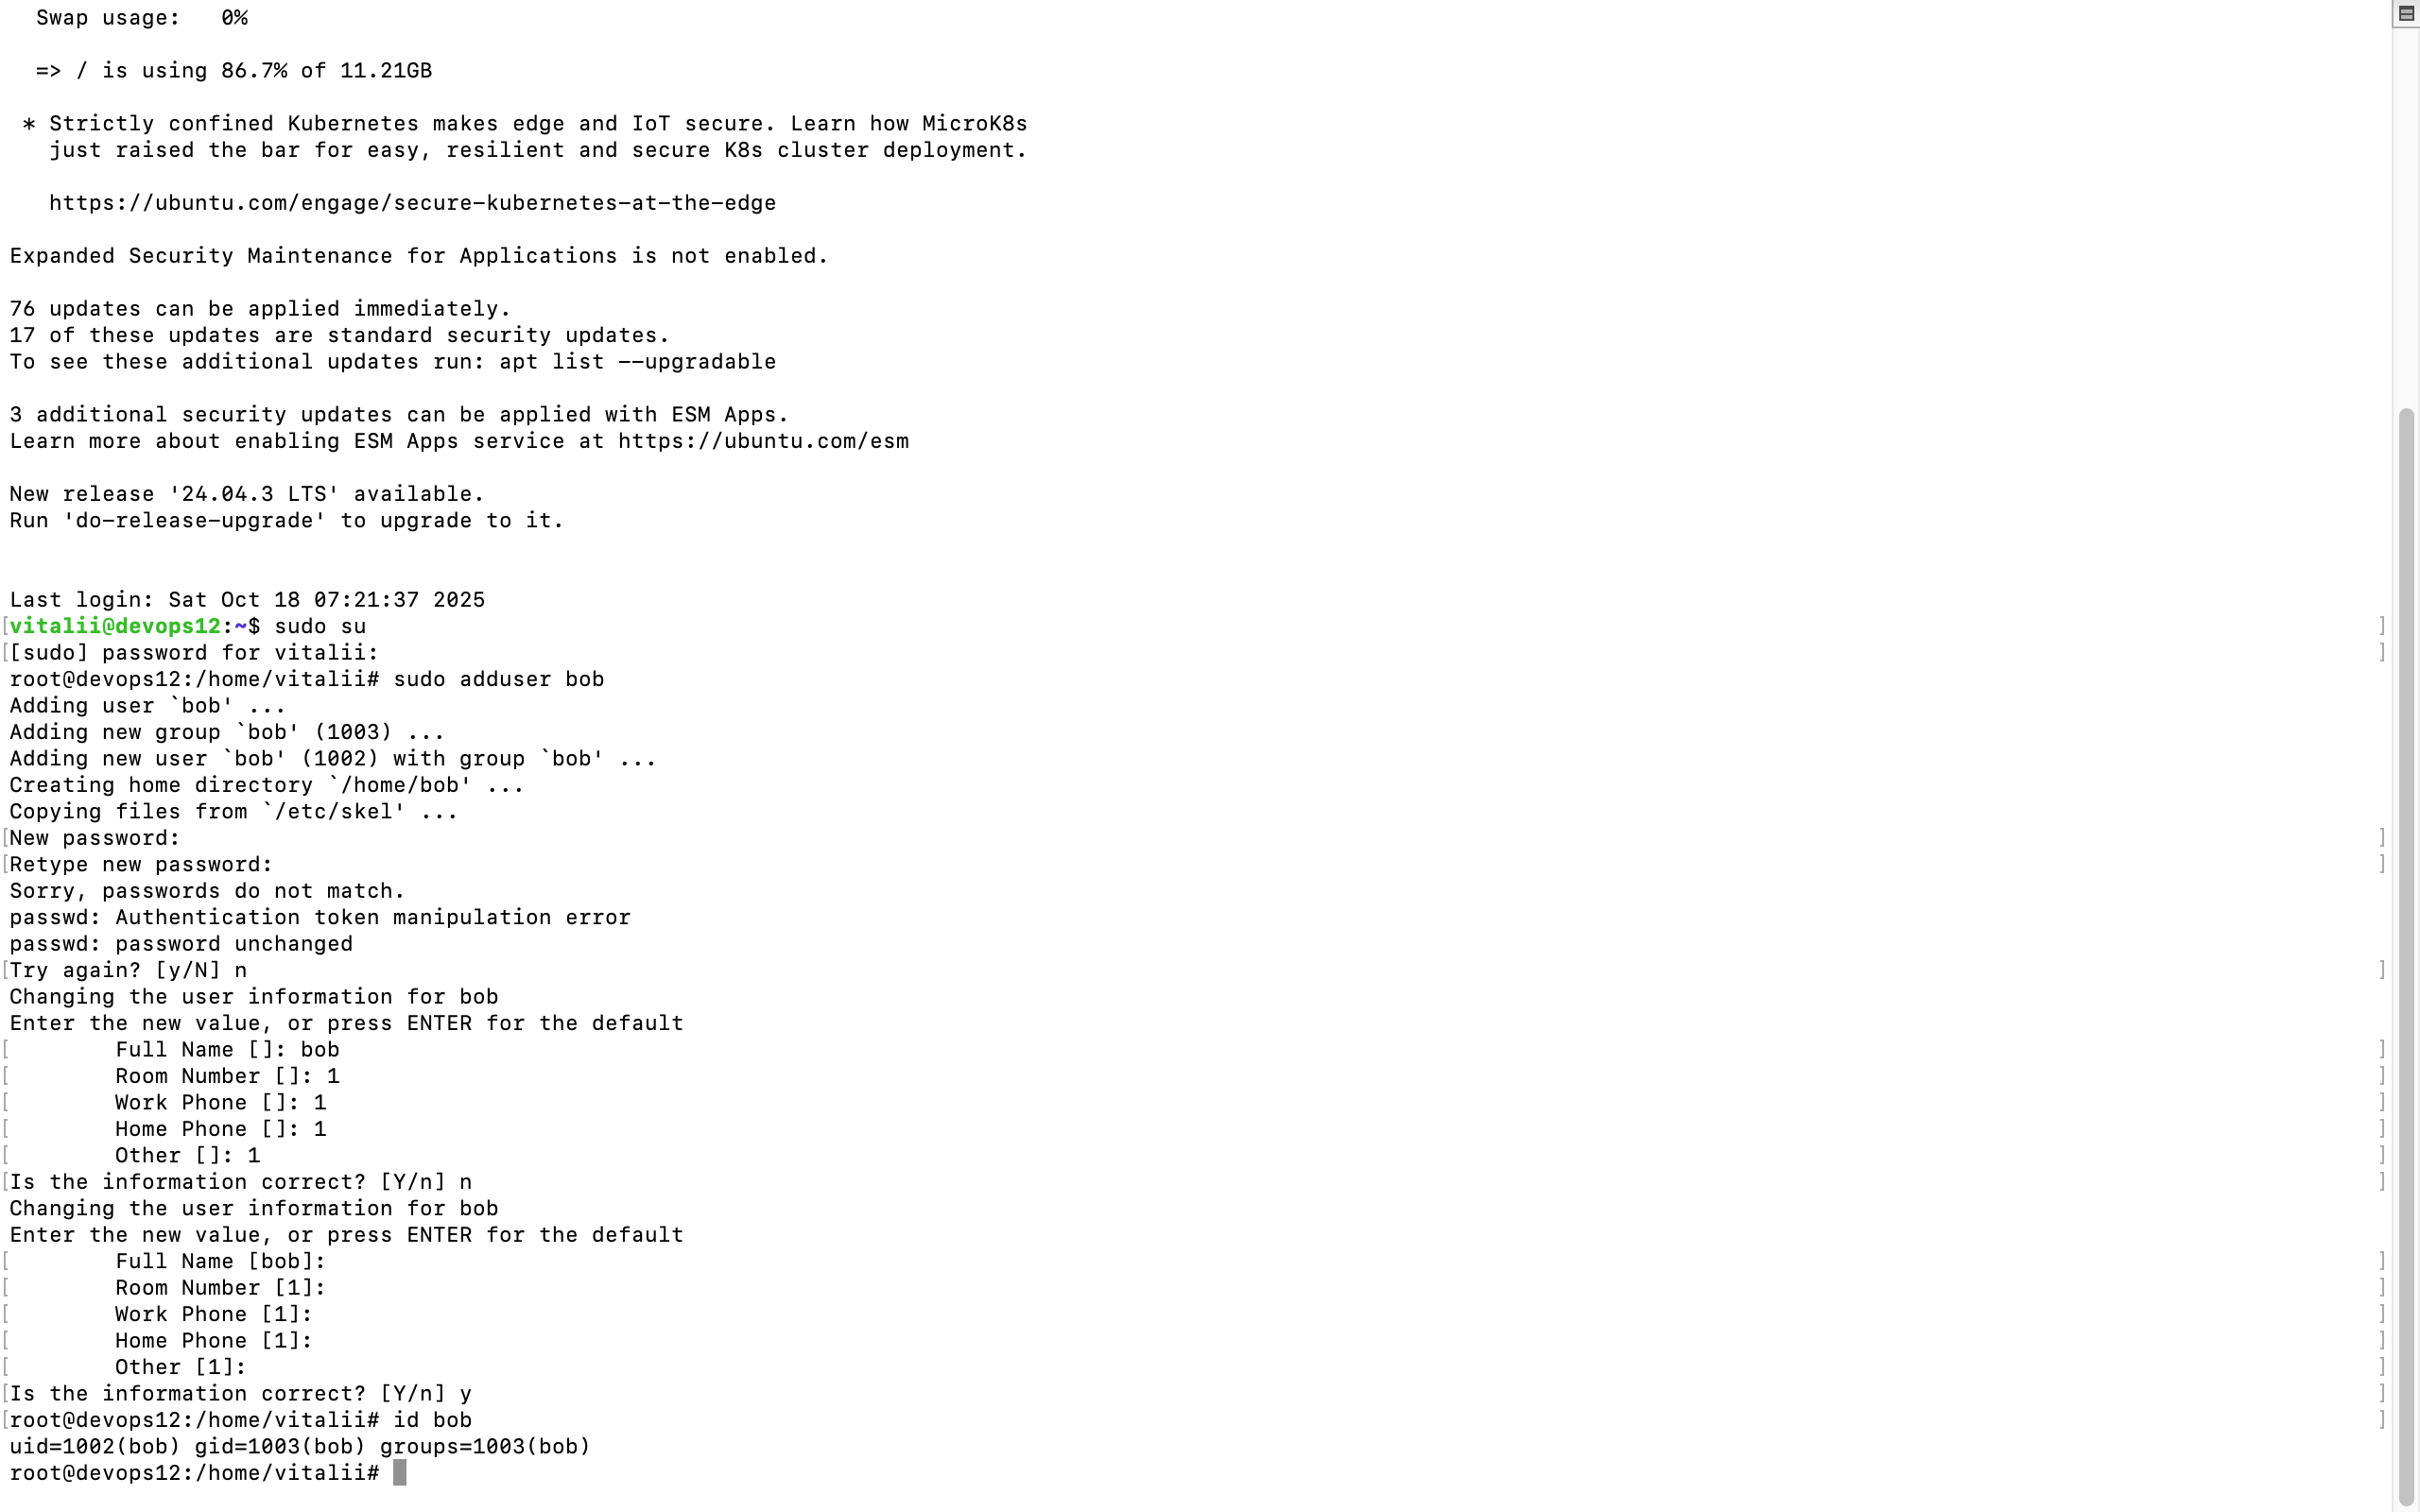 Swap usage:   0%
=> / is using 86.7% of 11.21GB
* Strictly confined Kubernetes makes edge and IoT secure. Learn how MicroK8s
just raised the bar for easy, resilient and secure K8s cluster deployment.
https://ubuntu.com/engage/secure-kubernetes-at-the-edge
Expanded Security Maintenance for Applications is not enabled.
76 updates can be applied immediately.
17 of these updates are standard security updates.
To see these additional updates run: apt list --upgradable
3 additional security updates can be applied with ESM Apps.
Learn more about enabling ESM Apps service at https://ubuntu.com/esm
New release '24.04.3 LTS' available.
Run 'do-release-upgrade' to upgrade to it.
Last login: Sat Oct 18 07:21:37 2025
[vitalii@devops12:~$ sudo su ]
[[sudo] password for vitalii: ]
root@devops12:/home/vitalii# sudo adduser bob
Adding user `bob' ...
Adding new group `bob' (1003) ...
Adding new user `bob' (1002) with group `bob' ...
Creating home directory `/home/bob' ...
Copying files from `/etc/skel' ...
[New password: ]
[Retype new password: ]
Sorry, passwords do not match.
passwd: Authentication token manipulation error
passwd: password unchanged
[Try again? [y/N] n ]
Changing the user information for bob
Enter the new value, or press ENTER for the default
[ Full Name []: bob ]
[ Room Number []: 1 ]
[ Work Phone []: 1 ]
[ Home Phone []: 1 ]
[ Other []: 1 ]
[Is the information correct? [Y/n] n ]
Changing the user information for bob
Enter the new value, or press ENTER for the default
[ Full Name [bob]: ]
[ Room Number [1]: ]
[ Work Phone [1]: ]
[ Home Phone [1]: ]
[ Other [1]: ]
[Is the information correct? [Y/n] y ]
[root@devops12:/home/vitalii# id bob ]
uid=1002(bob) gid=1003(bob) groups=1003(bob)
root@devops12:/home/vitalii#